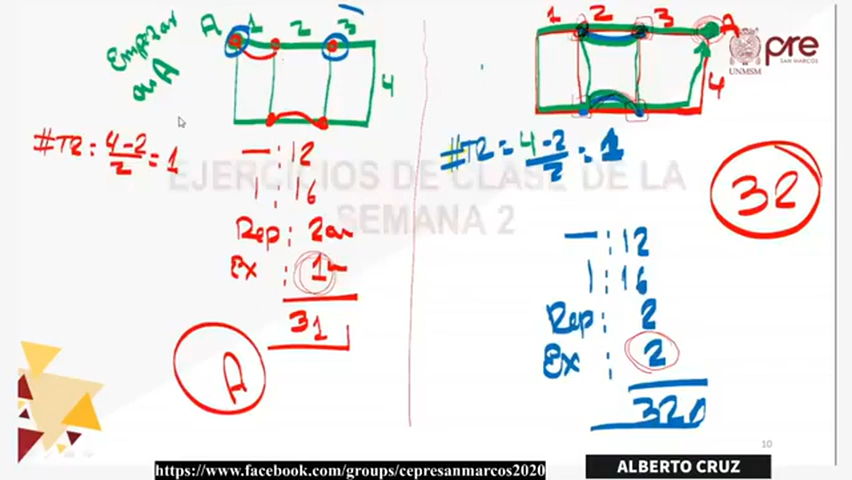 Empezar
en A
A 1 2 3
4
#TR = 4-2/2 = 1
— : 12
| : 16
Rep: 2
Ex : 1
31
A
1 2 3 A
4
#TR = 4-2/2 = 1
— : 12
| : 16
Rep: 2
Ex : 2
320
32
UNMSM
pre
SAN MARCOS
EJERCICIOS DE CLASE DE LA
SEMANA 2
10
https://www.facebook.com/groups/cepresanmarcos2020
ALBERTO CRUZ